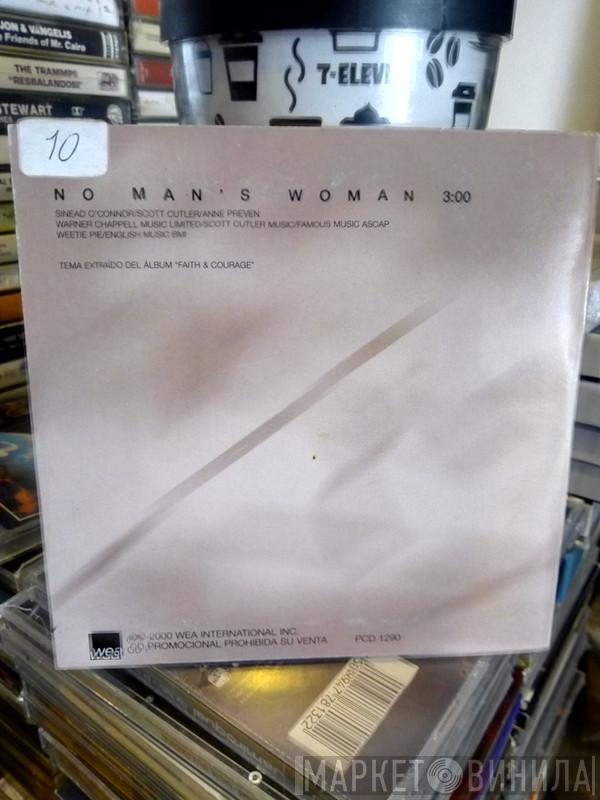 JON & VANGELIS
Friends of Mr. Cairo
THE TRAMMPS
"RESBALANDOSE"
STEWART
7-ELEV
10
NO MAN'S WOMAN 3:00
SINEAD O'CONNOR/SCOTT CUTLER/ANNE PREVEN
WARNER CHAPPELL MUSIC LIMITED/SCOTT CUTLER MUSIC/FAMOUS MUSIC ASCAP
WEETIE PIE/ENGLISH MUSIC BMI
TEMA EXTRAÍDO DEL ÁLBUM "FAITH & COURAGE"
wea
℗© 2000 WEA INTERNATIONAL INC.
CD PROMOCIONAL PROHIBIDA SU VENTA
PCD 1290
МАРКЕТ ВИНИЛА